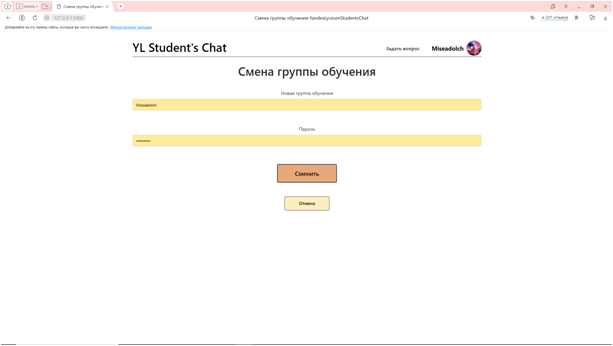 Смена группы обучен
127.0.0.1:5000
Смена группы обучения YandexLyceumStudentsChat
227 отзывов
Добавляйте на эту панель сайты, которые вы часто посещаете. Импортировать закладки
YL Student's Chat
Задать вопрос
Miseadolch
Смена группы обучения
Новая группа обучения
Miseadolch
Пароль
Сменить
Отмена